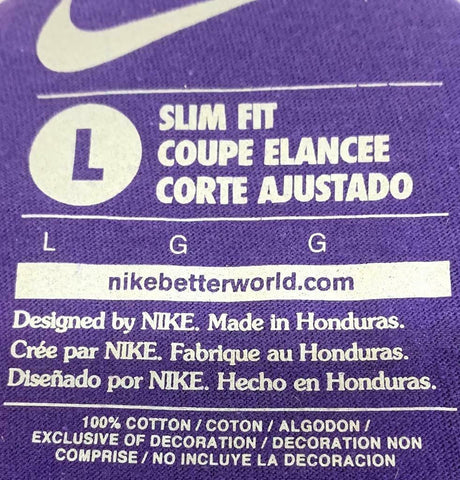 L
SLIM FIT
COUPE ELANCEE
CORTE AJUSTADO
L G G
nikebetterworld.com
Designed by NIKE. Made in Honduras.
Crée par NIKE. Fabrique au Honduras.
Diseñado por NIKE. Hecho en Honduras.
100% COTTON / COTON / ALGODON /
EXCLUSIVE OF DECORATION / DECORATION NON
COMPRISE / NO INCLUYE LA DECORACION